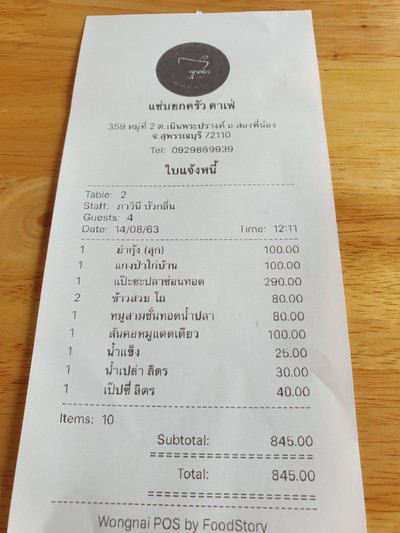 แซ่บยกครัว คาเฟ่
359 หมู่ที่ 2 ต.เนินพระปรางค์ อ.สองพี่น้อง
จ.สุพรรณบุรี 72110
Tel: 0929869939
ใบแจ้งหนี้
Table: 2
Staff: ภาวินี บัวกลิ่น
Guests: 4
Date: 14/08/63 Time: 12:11
1 ยำกุ้ง (สุก) 100.00
1 แกงป่าไก่บ้าน 100.00
1 แป๊ะซะปลาช่อนทอด 290.00
2 ข้าวสวย โถ 80.00
1 หมูสามชั้นทอดน้ำปลา 80.00
1 สันคอหมูแดดเดียว 100.00
1 น้ำแข็ง 25.00
1 น้ำเปล่า ลิตร 30.00
1 เป๊ปซี่ ลิตร 40.00
Items: 10
Subtotal: 845.00
Total: 845.00
Wongnai POS by FoodStory